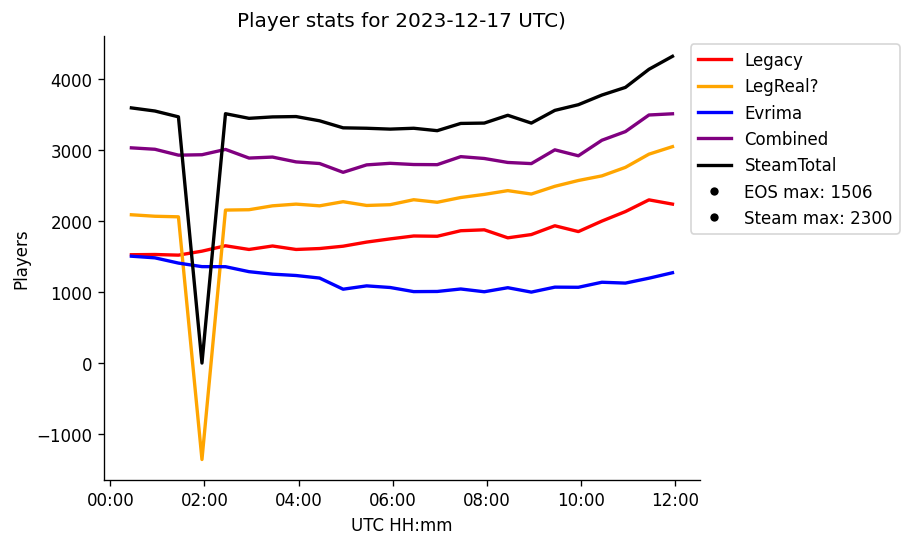 Player stats for 2023-12-17 UTC)
Legacy
LegReal?
Evrima
Combined
SteamTotal
EOS max: 1506
Steam max: 2300
Players
4000
3000
2000
1000
0
−1000
00:00 02:00 04:00 06:00 08:00 10:00 12:00
UTC HH:mm